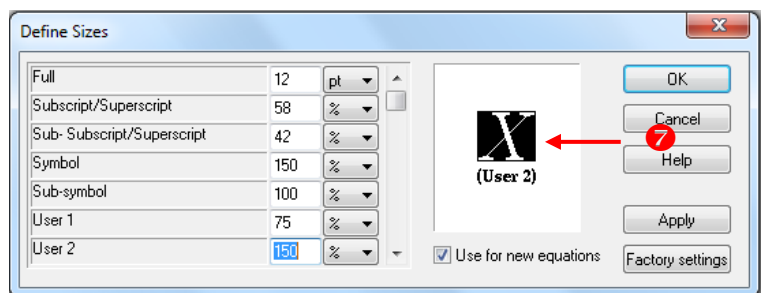 Define Sizes
Full 12 pt
Subscript/Superscript 58 %
Sub- Subscript/Superscript 42 %
Symbol 150 %
Sub-symbol 100 %
User 1 75 %
User 2 150 %
X
(User 2)
Use for new equations
OK
Cancel
7
Help
Apply
Factory settings